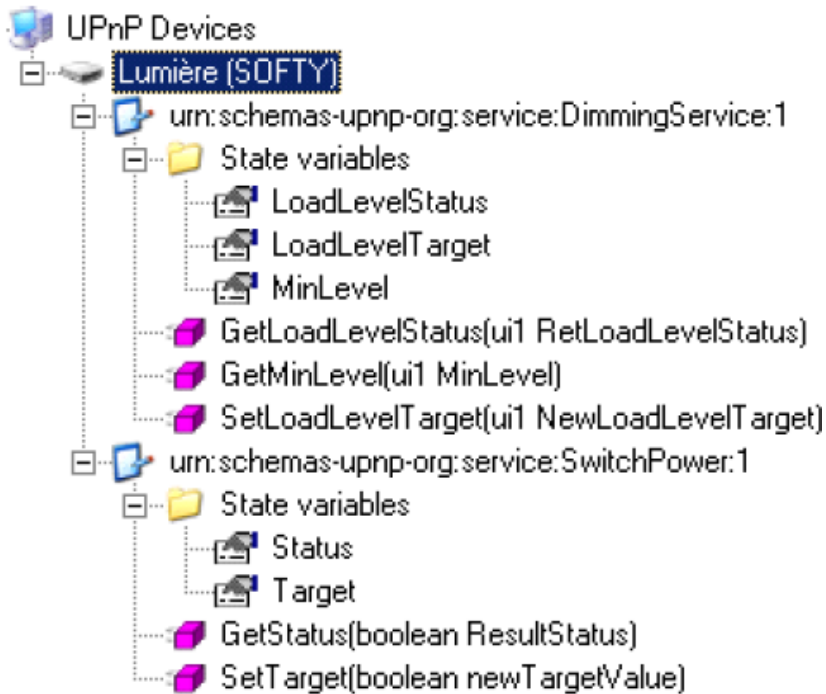 UPnP Devices
Lumière (SOFTY)
urn:schemas-upnp-org:service:DimmingService:1
State variables
LoadLevelStatus
LoadLevelTarget
MinLevel
GetLoadLevelStatus(ui1 RetLoadLevelStatus)
GetMinLevel(ui1 MinLevel)
SetLoadLevelTarget(ui1 NewLoadLevelTarget)
urn:schemas-upnp-org:service:SwitchPower:1
State variables
Status
Target
GetStatus(boolean ResultStatus)
SetTarget(boolean newTargetValue)